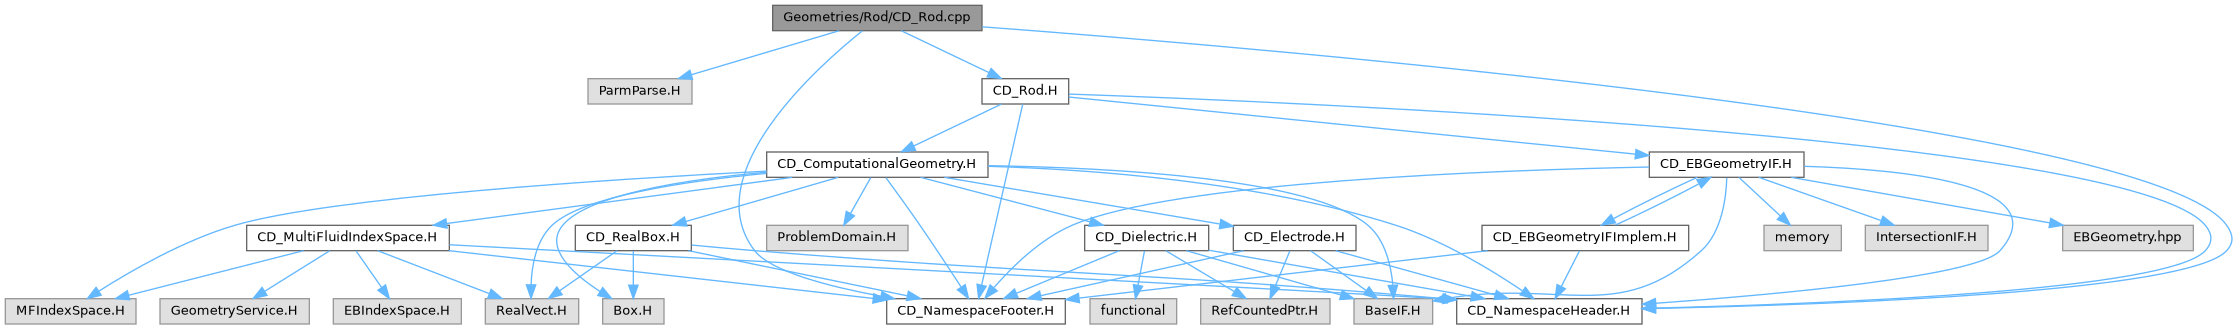 Geometries/Rod/CD_Rod.cpp
ParmParse.H
CD_Rod.H
CD_ComputationalGeometry.H
CD_EBGeometryIF.H
CD_MultiFluidIndexSpace.H
CD_RealBox.H
ProblemDomain.H
CD_Dielectric.H
CD_Electrode.H
CD_EBGeometryIFImplem.H
memory
IntersectionIF.H
EBGeometry.hpp
MFIndexSpace.H
GeometryService.H
EBIndexSpace.H
RealVect.H
Box.H
CD_NamespaceFooter.H
functional
RefCountedPtr.H
BaseIF.H
CD_NamespaceHeader.H